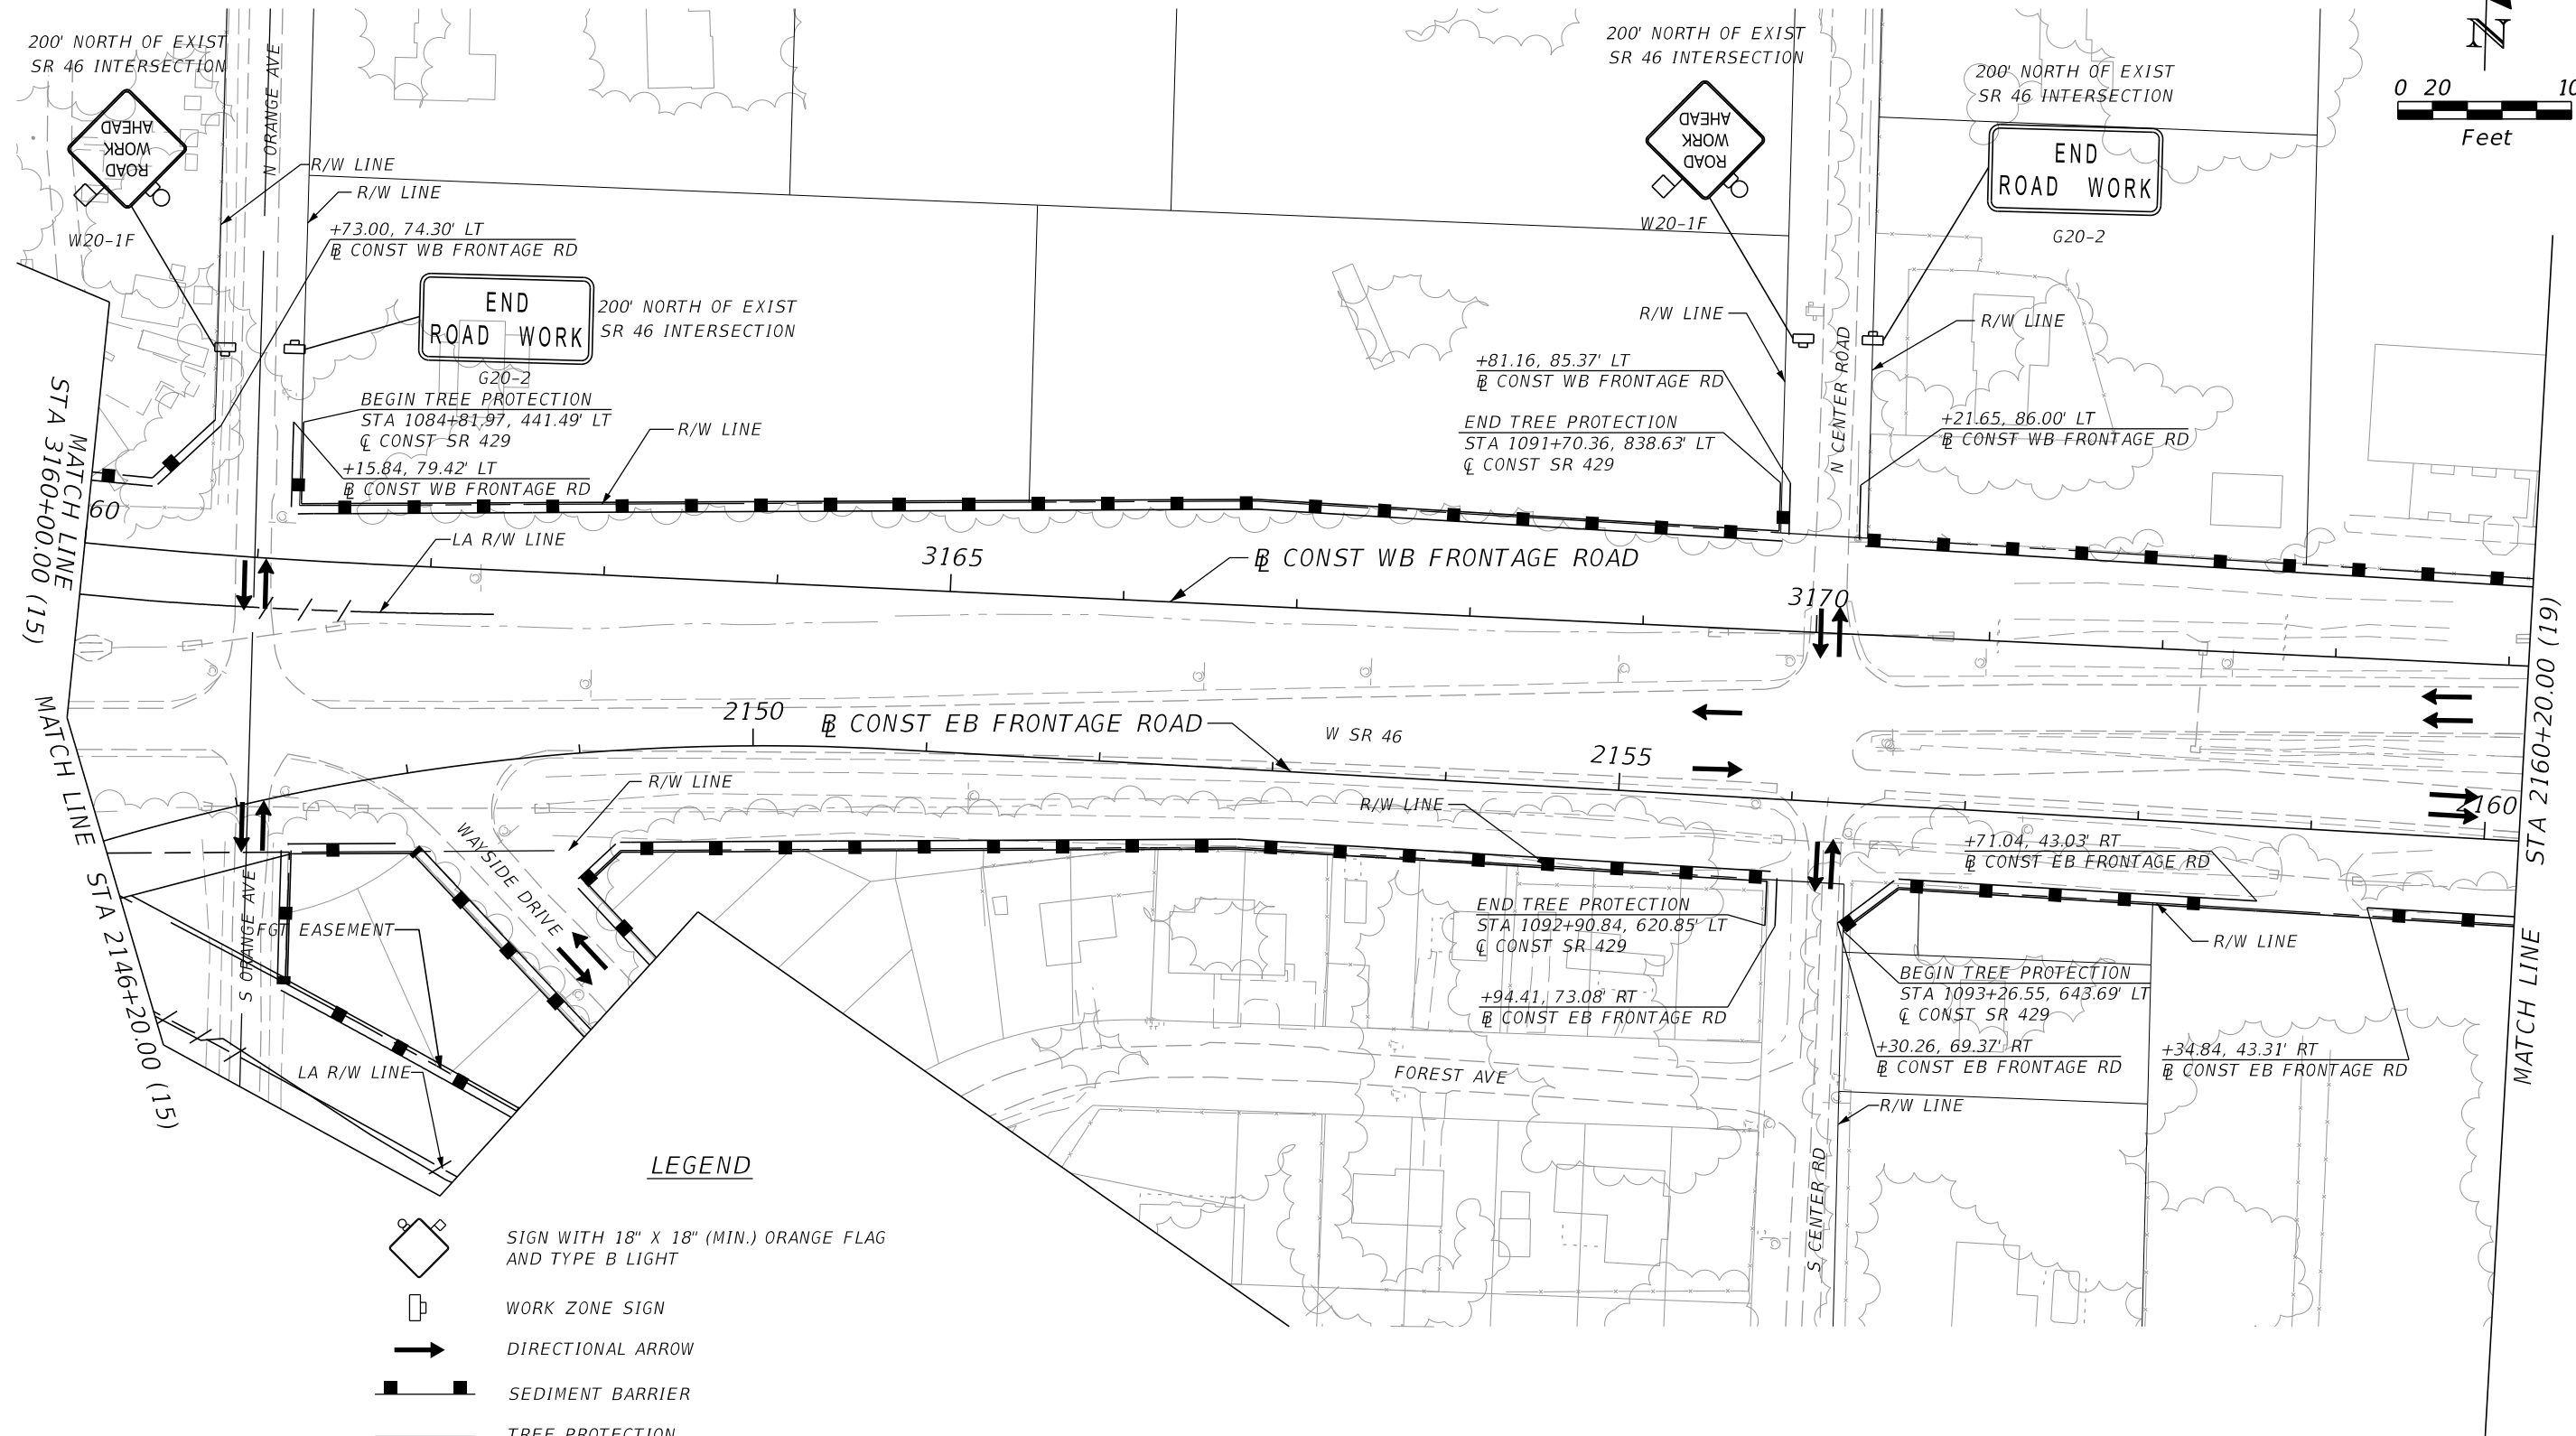 200' NORTH OF EXIST
SR 46 INTERSECTION
ROAD
WORK
AHEAD
W20-1F
N ORANGE AVE
R/W LINE
R/W LINE
+73.00, 74.30' LT
B̲L CONST WB FRONTAGE RD
END
ROAD WORK
G20-2
200' NORTH OF EXIST
SR 46 INTERSECTION
BEGIN TREE PROTECTION
STA 1084+81.97, 441.49' LT
℄ CONST SR 429
+15.84, 79.42' LT
BL CONST WB FRONTAGE RD
R/W LINE
LA R/W LINE
200' NORTH OF EXIST
SR 46 INTERSECTION
ROAD
WORK
AHEAD
W20-1F
200' NORTH OF EXIST
SR 46 INTERSECTION
END
ROAD WORK
G20-2
N
0 20
Feet
R/W LINE
+81.16, 85.37' LT
BL CONST WB FRONTAGE RD
END TREE PROTECTION
STA 1091+70.36, 838.63' LT
℄ CONST SR 429
N CENTER ROAD
R/W LINE
+21.65, 86.00' LT
BL CONST WB FRONTAGE RD
MATCH LINE
STA 3160+00.00 (15)
60
3165
BL CONST WB FRONTAGE ROAD
3170
MATCH LINE STA 2146+20.00 (15)
2150
BL CONST EB FRONTAGE ROAD
W SR 46
2155
2160
MATCH LINE STA 2160+20.00 (19)
R/W LINE
R/W LINE
WAYSIDE DRIVE
S ORANGE AVE
FGT EASEMENT
LA R/W LINE
+71.04, 43.03' RT
BL CONST EB FRONTAGE RD
END TREE PROTECTION
STA 1092+90.84, 620.85' LT
℄ CONST SR 429
+94.41, 73.08' RT
BL CONST EB FRONTAGE RD
R/W LINE
BEGIN TREE PROTECTION
STA 1093+26.55, 643.69' LT
℄ CONST SR 429
+30.26, 69.37' RT
BL CONST EB FRONTAGE RD
+34.84, 43.31' RT
BL CONST EB FRONTAGE RD
FOREST AVE
R/W LINE
S CENTER RD
LEGEND
SIGN WITH 18" X 18" (MIN.) ORANGE FLAG
AND TYPE B LIGHT
WORK ZONE SIGN
DIRECTIONAL ARROW
SEDIMENT BARRIER
TREE PROTECTION